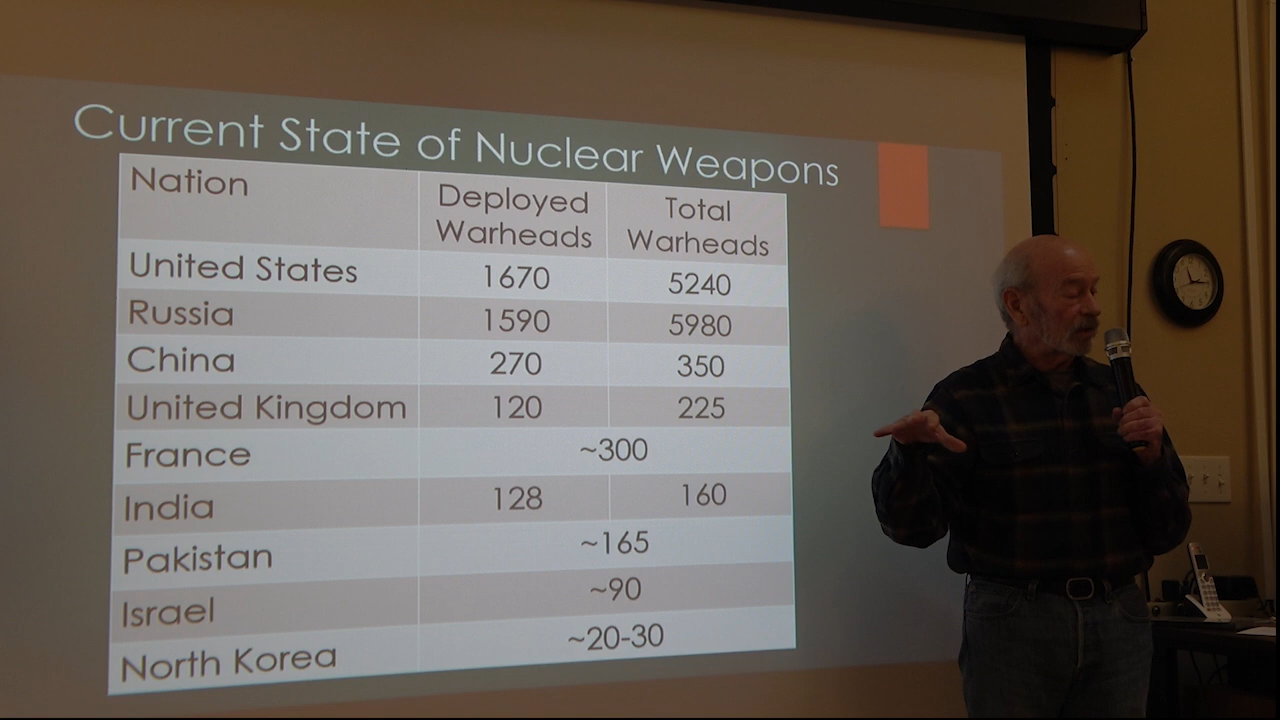 Current State of Nuclear Weapons
Nation Deployed Warheads Total Warheads
United States 1670 5240
Russia 1590 5980
China 270 350
United Kingdom 120 225
France ~300
India 128 160
Pakistan ~165
Israel ~90
North Korea ~20-30